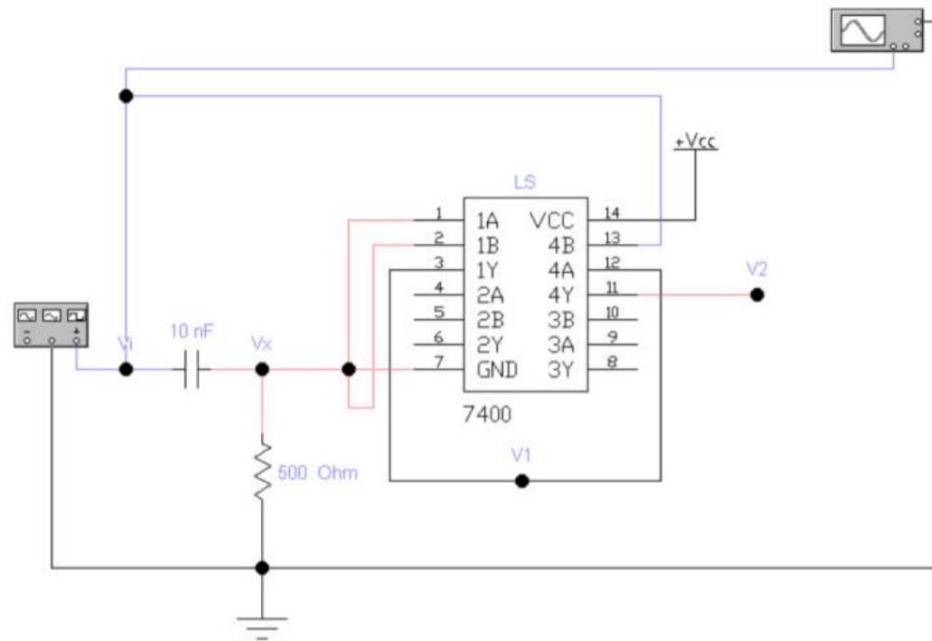 +Vcc
LS
1 1A VCC 14
2 1B 4B 13
3 1Y 4A 12
4 2A 4Y 11
5 2B 3B 10
6 2Y 3A 9
7 GND 3Y 8
7400
V2
Vi
10 nF
Vx
V1
500 Ohm